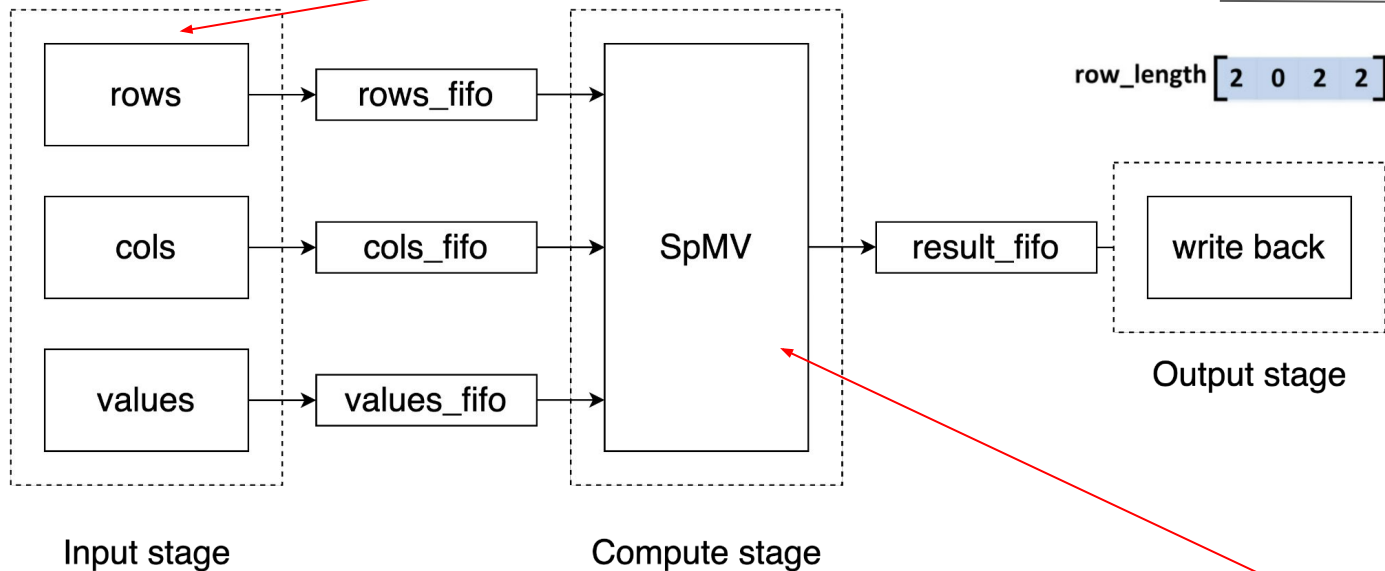 row_length [2 0 2 2]
rows
rows_fifo
cols
cols_fifo
SpMV
result_fifo
write back
values
values_fifo
Output stage
Input stage
Compute stage